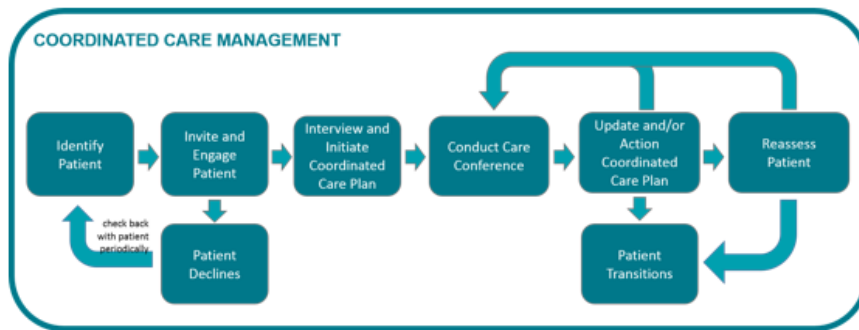 COORDINATED CARE MANAGEMENT
Identify
Patient
Invite and
Engage
Patient
Interview and
Initiate
Coordinated
Care Plan
Conduct Care
Conference
Update and/or
Action
Coordinated
Care Plan
Reassess
Patient
check back
with patient
periodically
Patient
Declines
Patient
Transitions